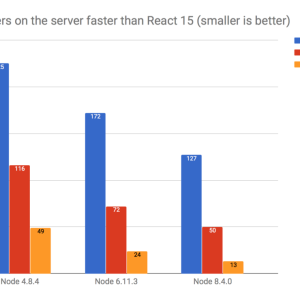 ers on the server faster than React 15 (smaller is better)
5
172
127
116
72
50
49
24
13
Node 4.8.4
Node 6.11.3
Node 8.4.0